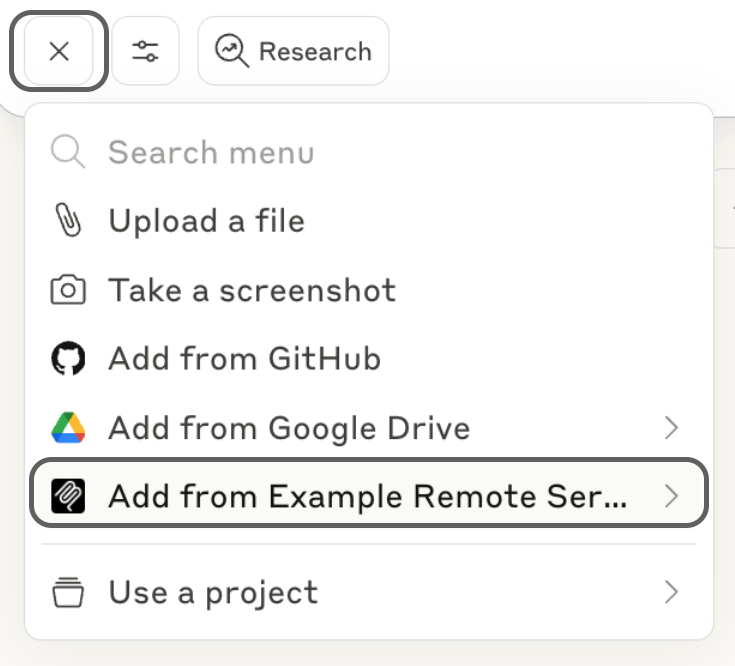 Research
Search menu
Upload a file
Take a screenshot
Add from GitHub
Add from Google Drive
Add from Example Remote Ser...
Use a project